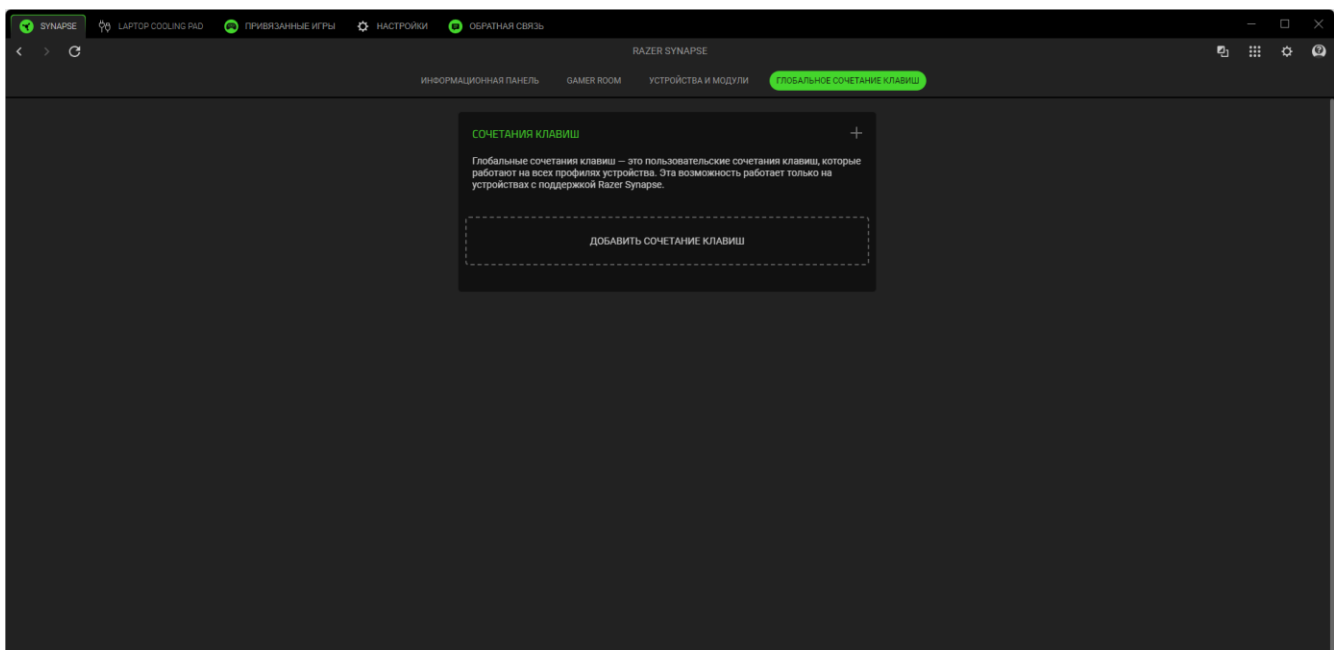 SYNAPSE
LAPTOP COOLING PAD
ПРИВЯЗАННЫЕ ИГРЫ
НАСТРОЙКИ
ОБРАТНАЯ СВЯЗЬ
RAZER SYNAPSE
ИНФОРМАЦИОННАЯ ПАНЕЛЬ
GAMER ROOM
УСТРОЙСТВА И МОДУЛИ
ГЛОБАЛЬНОЕ СОЧЕТАНИЕ КЛАВИШ
СОЧЕТАНИЯ КЛАВИШ
Глобальные сочетания клавиш — это пользовательские сочетания клавиш, которые
работают на всех профилях устройства. Эта возможность работает только на
устройствах с поддержкой Razer Synapse.
ДОБАВИТЬ СОЧЕТАНИЕ КЛАВИШ